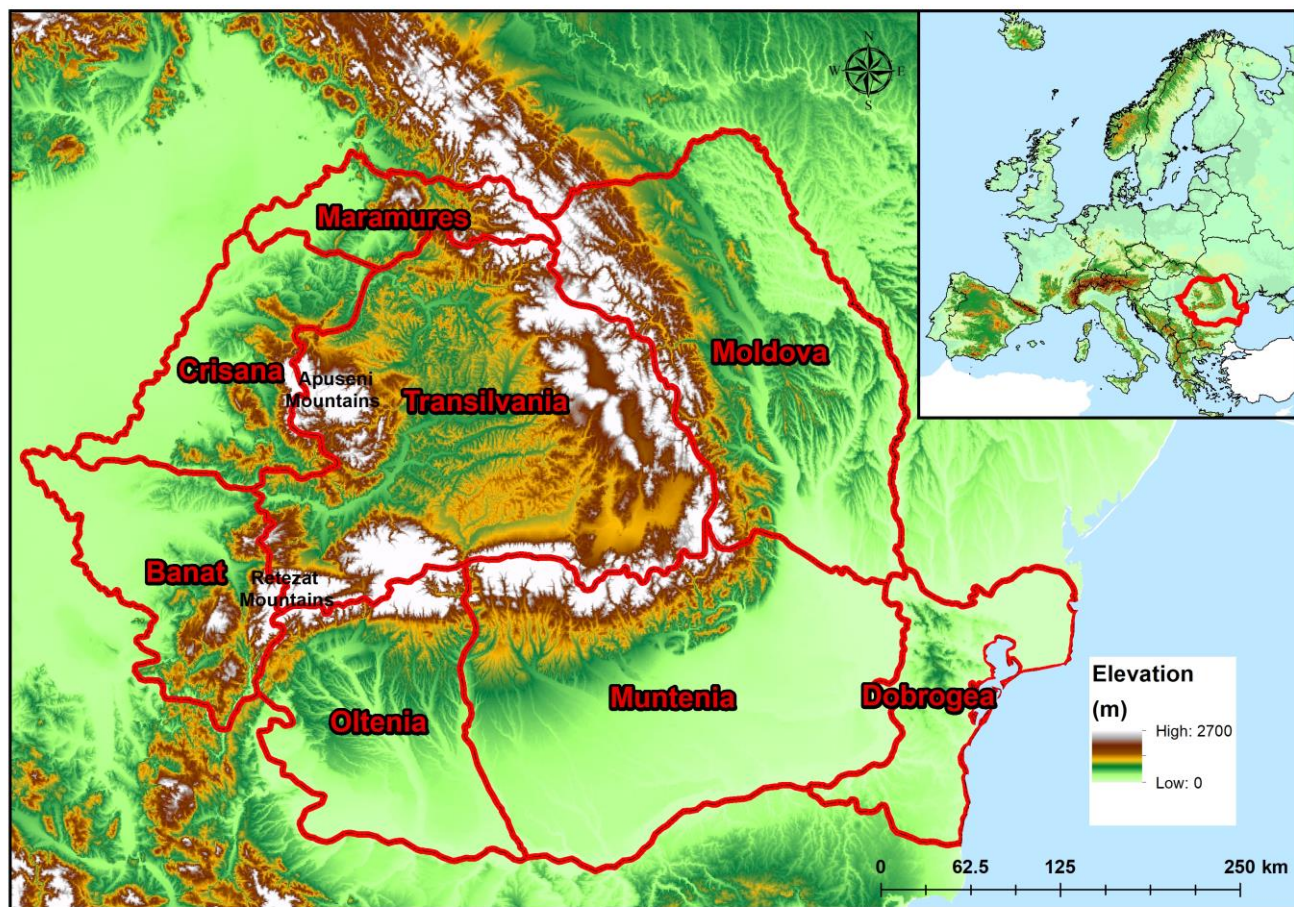 N
W E
S
Maramures
Crisana
Apuseni
Mountains
Transilvania
Moldova
Banat
Retezat
Mountains
Oltenia
Muntenia
Dobrogea
Elevation
(m)
High: 2700
Low: 0
0 62.5 125 250 km